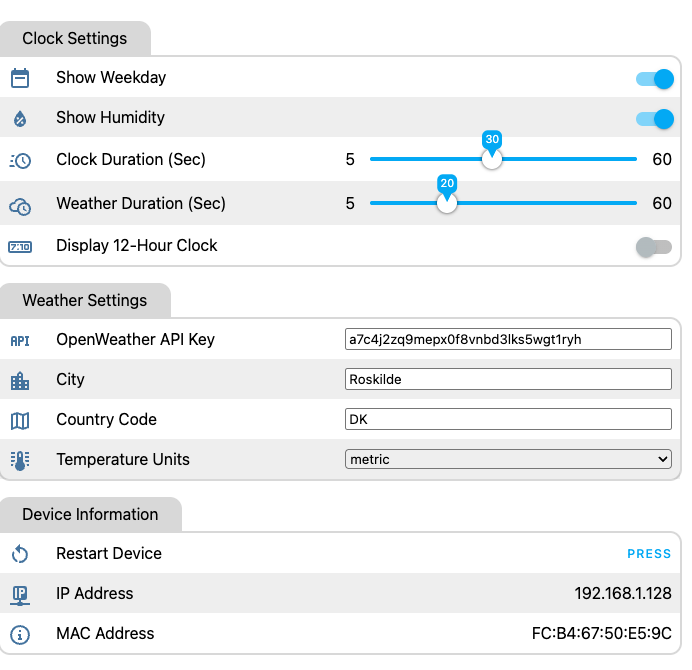 Clock Settings
Show Weekday
Show Humidity
Clock Duration (Sec) 5 30 60
Weather Duration (Sec) 5 20 60
7:10 Display 12-Hour Clock
Weather Settings
API OpenWeather API Key a7c4j2zq9mepx0f8vnbd3lks5wgt1ryh
City Roskilde
Country Code DK
Temperature Units metric
Device Information
Restart Device PRESS
IP IP Address 192.168.1.128
MAC Address FC:B4:67:50:E5:9C